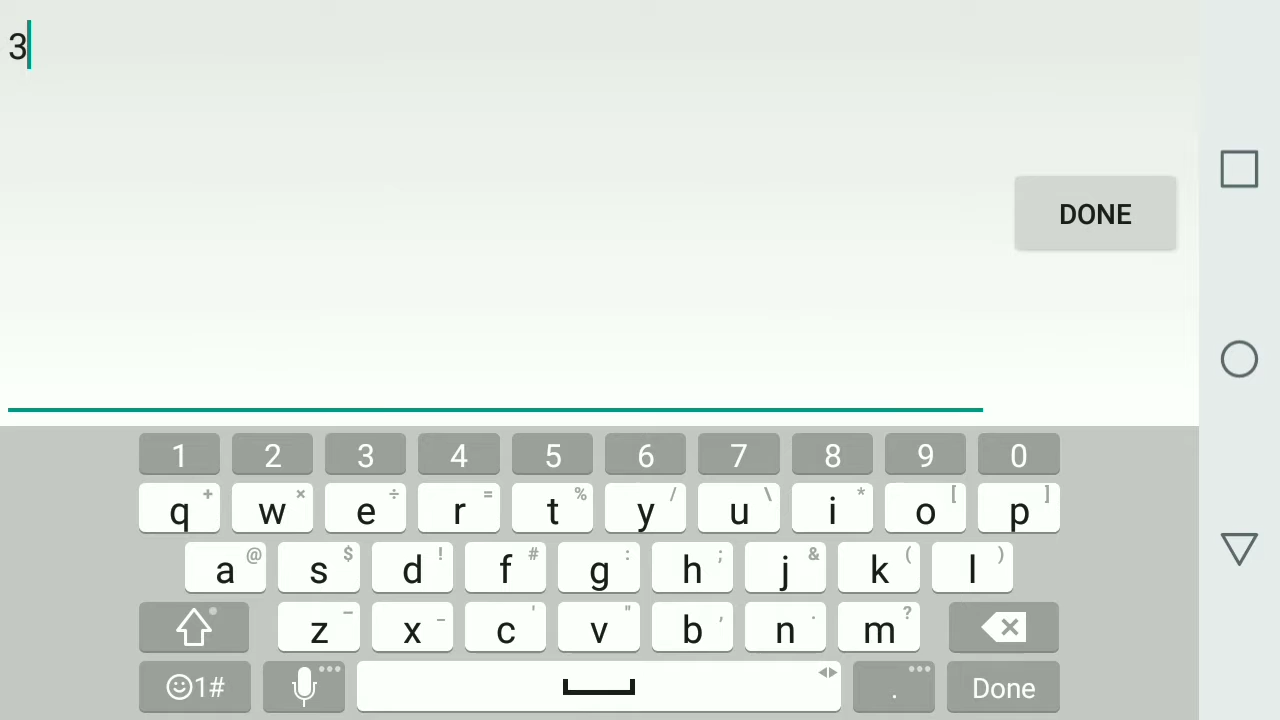 3
DONE
1 2 3 4 5 6 7 8 9 0
q + w × e ÷ r = t % y / u \ i * o [ p ]
a @ s $ d ! f # g : h ; j & k ( l )
z – x _ c ' v " b , n . m ?
1# . Done